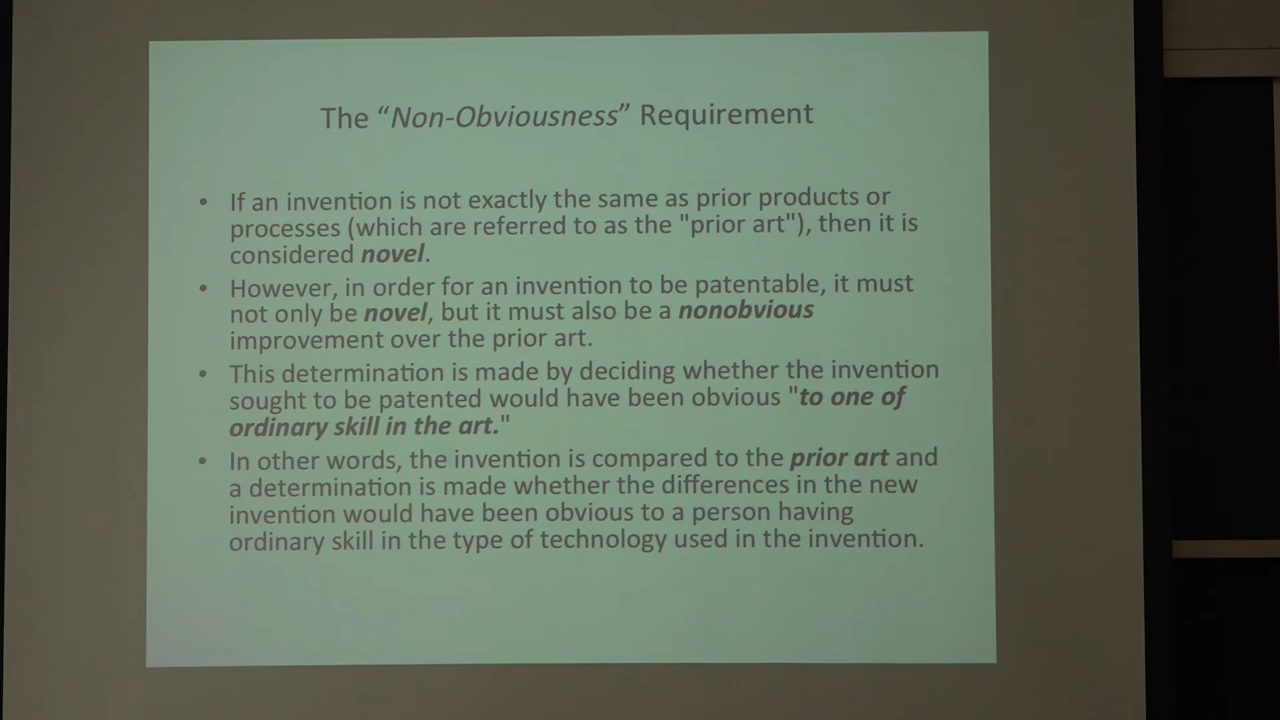 The “Non-Obviousness” Requirement
• If an invention is not exactly the same as prior products or
processes (which are referred to as the "prior art"), then it is
considered novel.
• However, in order for an invention to be patentable, it must
not only be novel, but it must also be a nonobvious
improvement over the prior art.
• This determination is made by deciding whether the invention
sought to be patented would have been obvious "to one of
ordinary skill in the art."
• In other words, the invention is compared to the prior art and
a determination is made whether the differences in the new
invention would have been obvious to a person having
ordinary skill in the type of technology used in the invention.